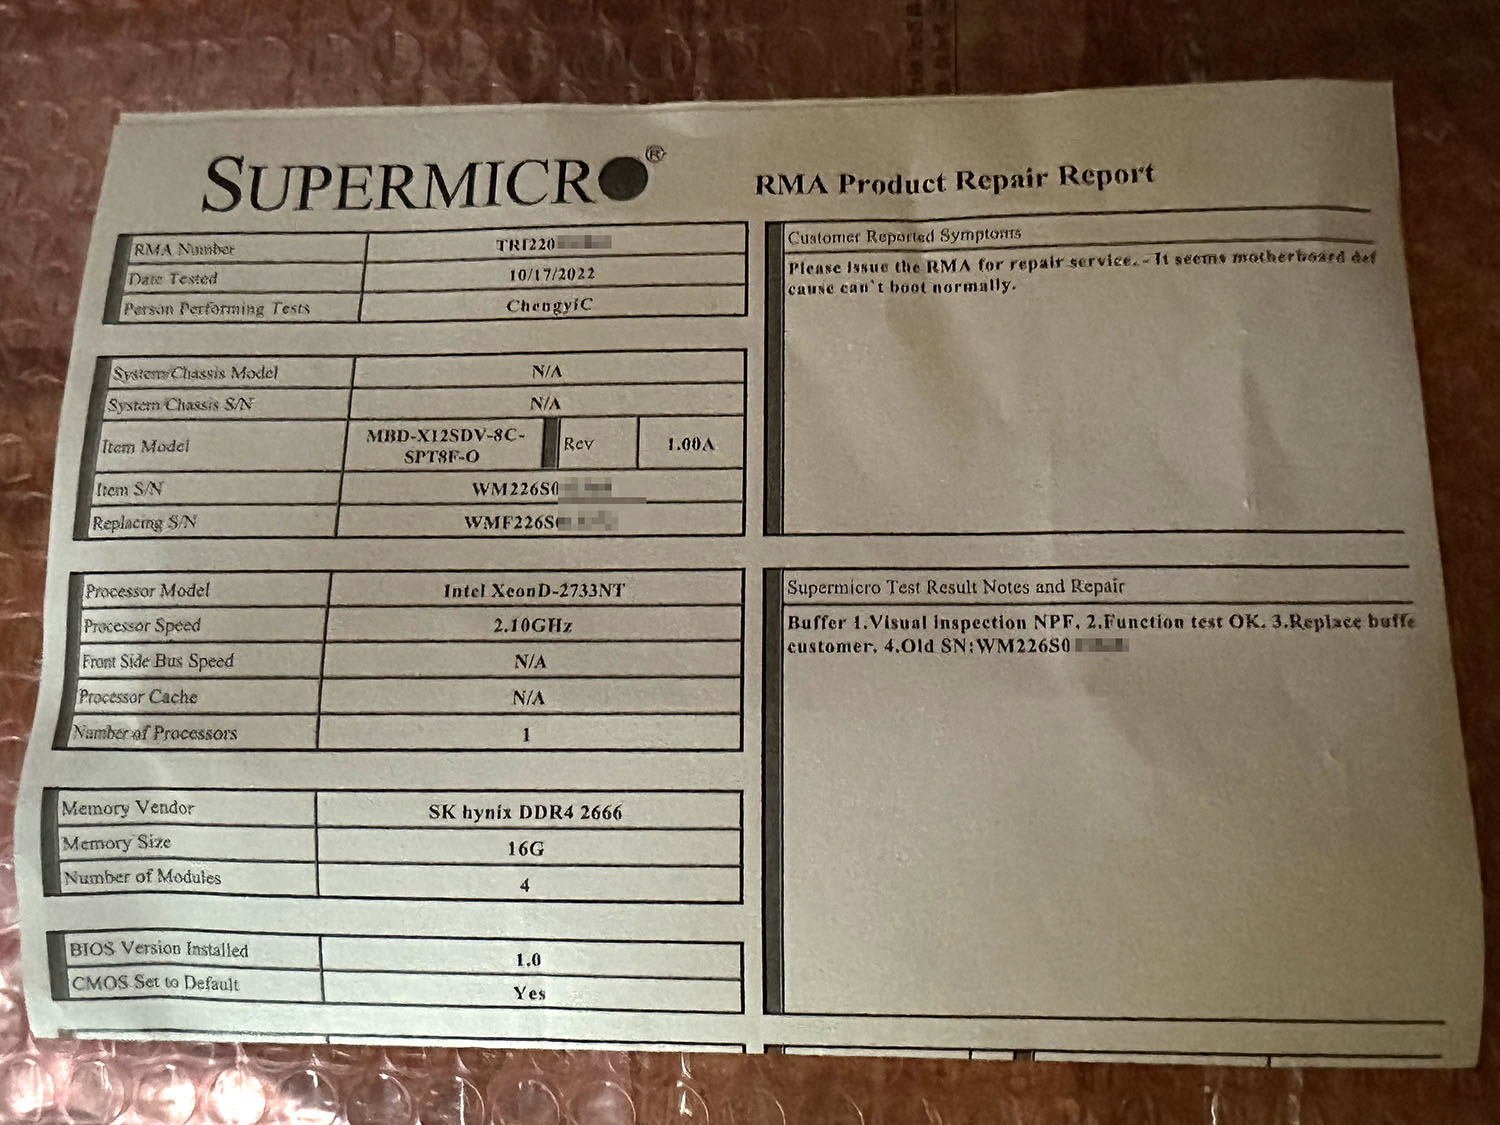 SUPERMICRO®
RMA Product Repair Report
RMA Number TRI220
Date Tested 10/17/2022
Person Performing Tests ChengyiC
System Chassis Model N/A
System Chassis S/N N/A
Item Model MBD-X12SDV-8C-
SPT8F-O Rev 1.00A
Item S/N WM226S0
Replacing S/N WMF226S
Processor Model Intel XeonD-2733NT
Processor Speed 2.10GHz
Front Side Bus Speed N/A
Processor Cache N/A
Number of Processors 1
Memory Vendor SK hynix DDR4 2666
Memory Size 16G
Number of Modules 4
BIOS Version Installed 1.0
CMOS Set to Default Yes
Customer Reported Symptoms
Please issue the RMA for repair service. - It seems motherboard def
cause can`t boot normally.
Supermicro Test Result Notes and Repair
Buffer 1.Visual inspection NPF. 2.Function test OK. 3.Replace buffe
customer. 4.Old SN:WM226S0